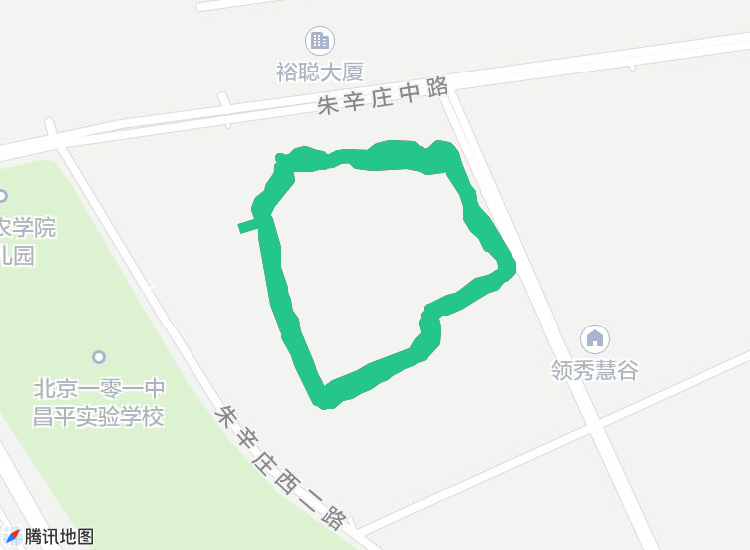 裕聪大厦
朱辛庄中路
农学院
儿园
领秀慧谷
北京一零一中
昌平实验学校
朱辛庄西二路
腾讯地图